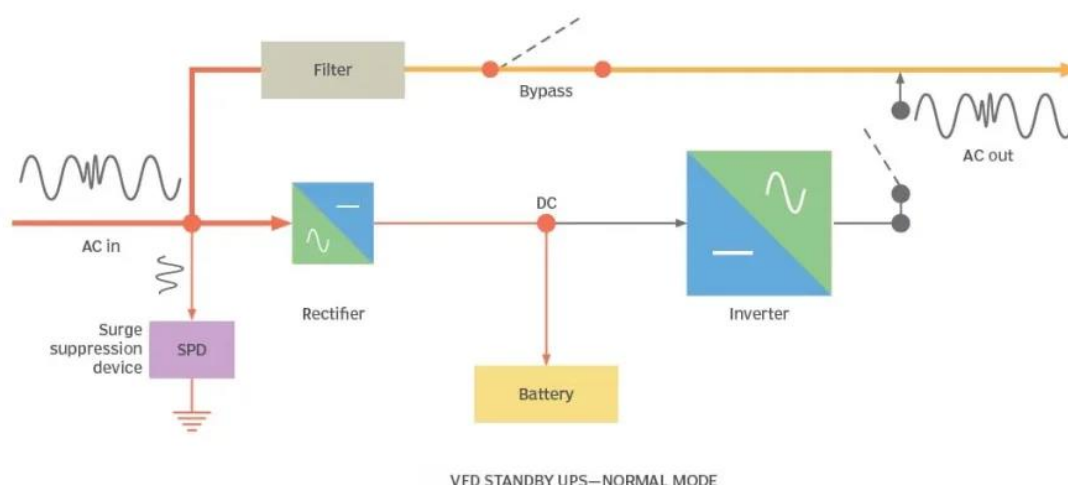 Filter
Bypass
AC out
AC in
DC
Rectifier
Inverter
Surge
suppression
device
SPD
Battery
VFD STANDBY UPS—NORMAL MODE